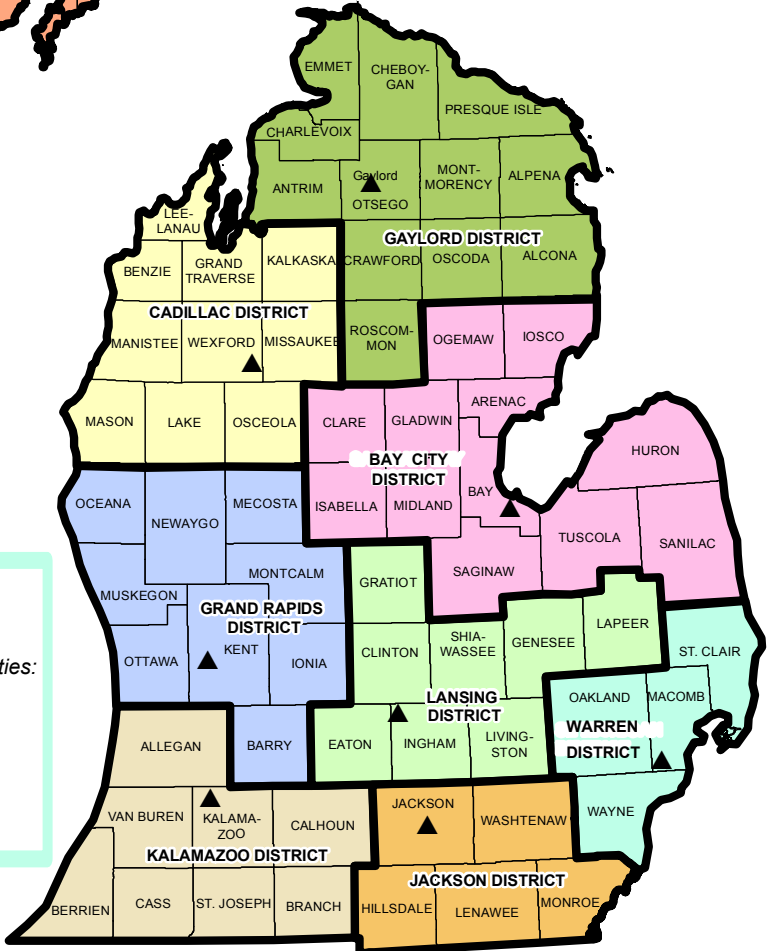 EMMET
CHEBOY-
GAN
PRESQUE ISLE
CHARLEVOIX
ANTRIM
Gaylord
OTSEGO
MONT-
MORENCY
ALPENA
GAYLORD DISTRICT
CRAWFORD
OSCODA
ALCONA
ROSCOM-
MON
LEE-
LANAU
BENZIE
GRAND
TRAVERSE
KALKASKA
CADILLAC DISTRICT
MANISTEE
WEXFORD
MISSAUKEE
MASON
LAKE
OSCEOLA
OGEMAW
IOSCO
ARENAC
CLARE
GLADWIN
BAY CITY
DISTRICT
ISABELLA
MIDLAND
BAY
HURON
TUSCOLA
SANILAC
SAGINAW
OCEANA
NEWAYGO
MECOSTA
MONTCALM
MUSKEGON
GRAND RAPIDS
DISTRICT
OTTAWA
KENT
IONIA
BARRY
GRATIOT
CLINTON
SHIA-
WASSEE
GENESEE
LAPEER
LANSING
DISTRICT
EATON
INGHAM
LIVING-
STON
ST. CLAIR
OAKLAND
MACOMB
WARREN
DISTRICT
WAYNE
ties:
ALLEGAN
VAN BUREN
KALAMA-
ZOO
CALHOUN
KALAMAZOO DISTRICT
BERRIEN
CASS
ST. JOSEPH
BRANCH
JACKSON
WASHTENAW
JACKSON DISTRICT
HILLSDALE
LENAWEE
MONROE